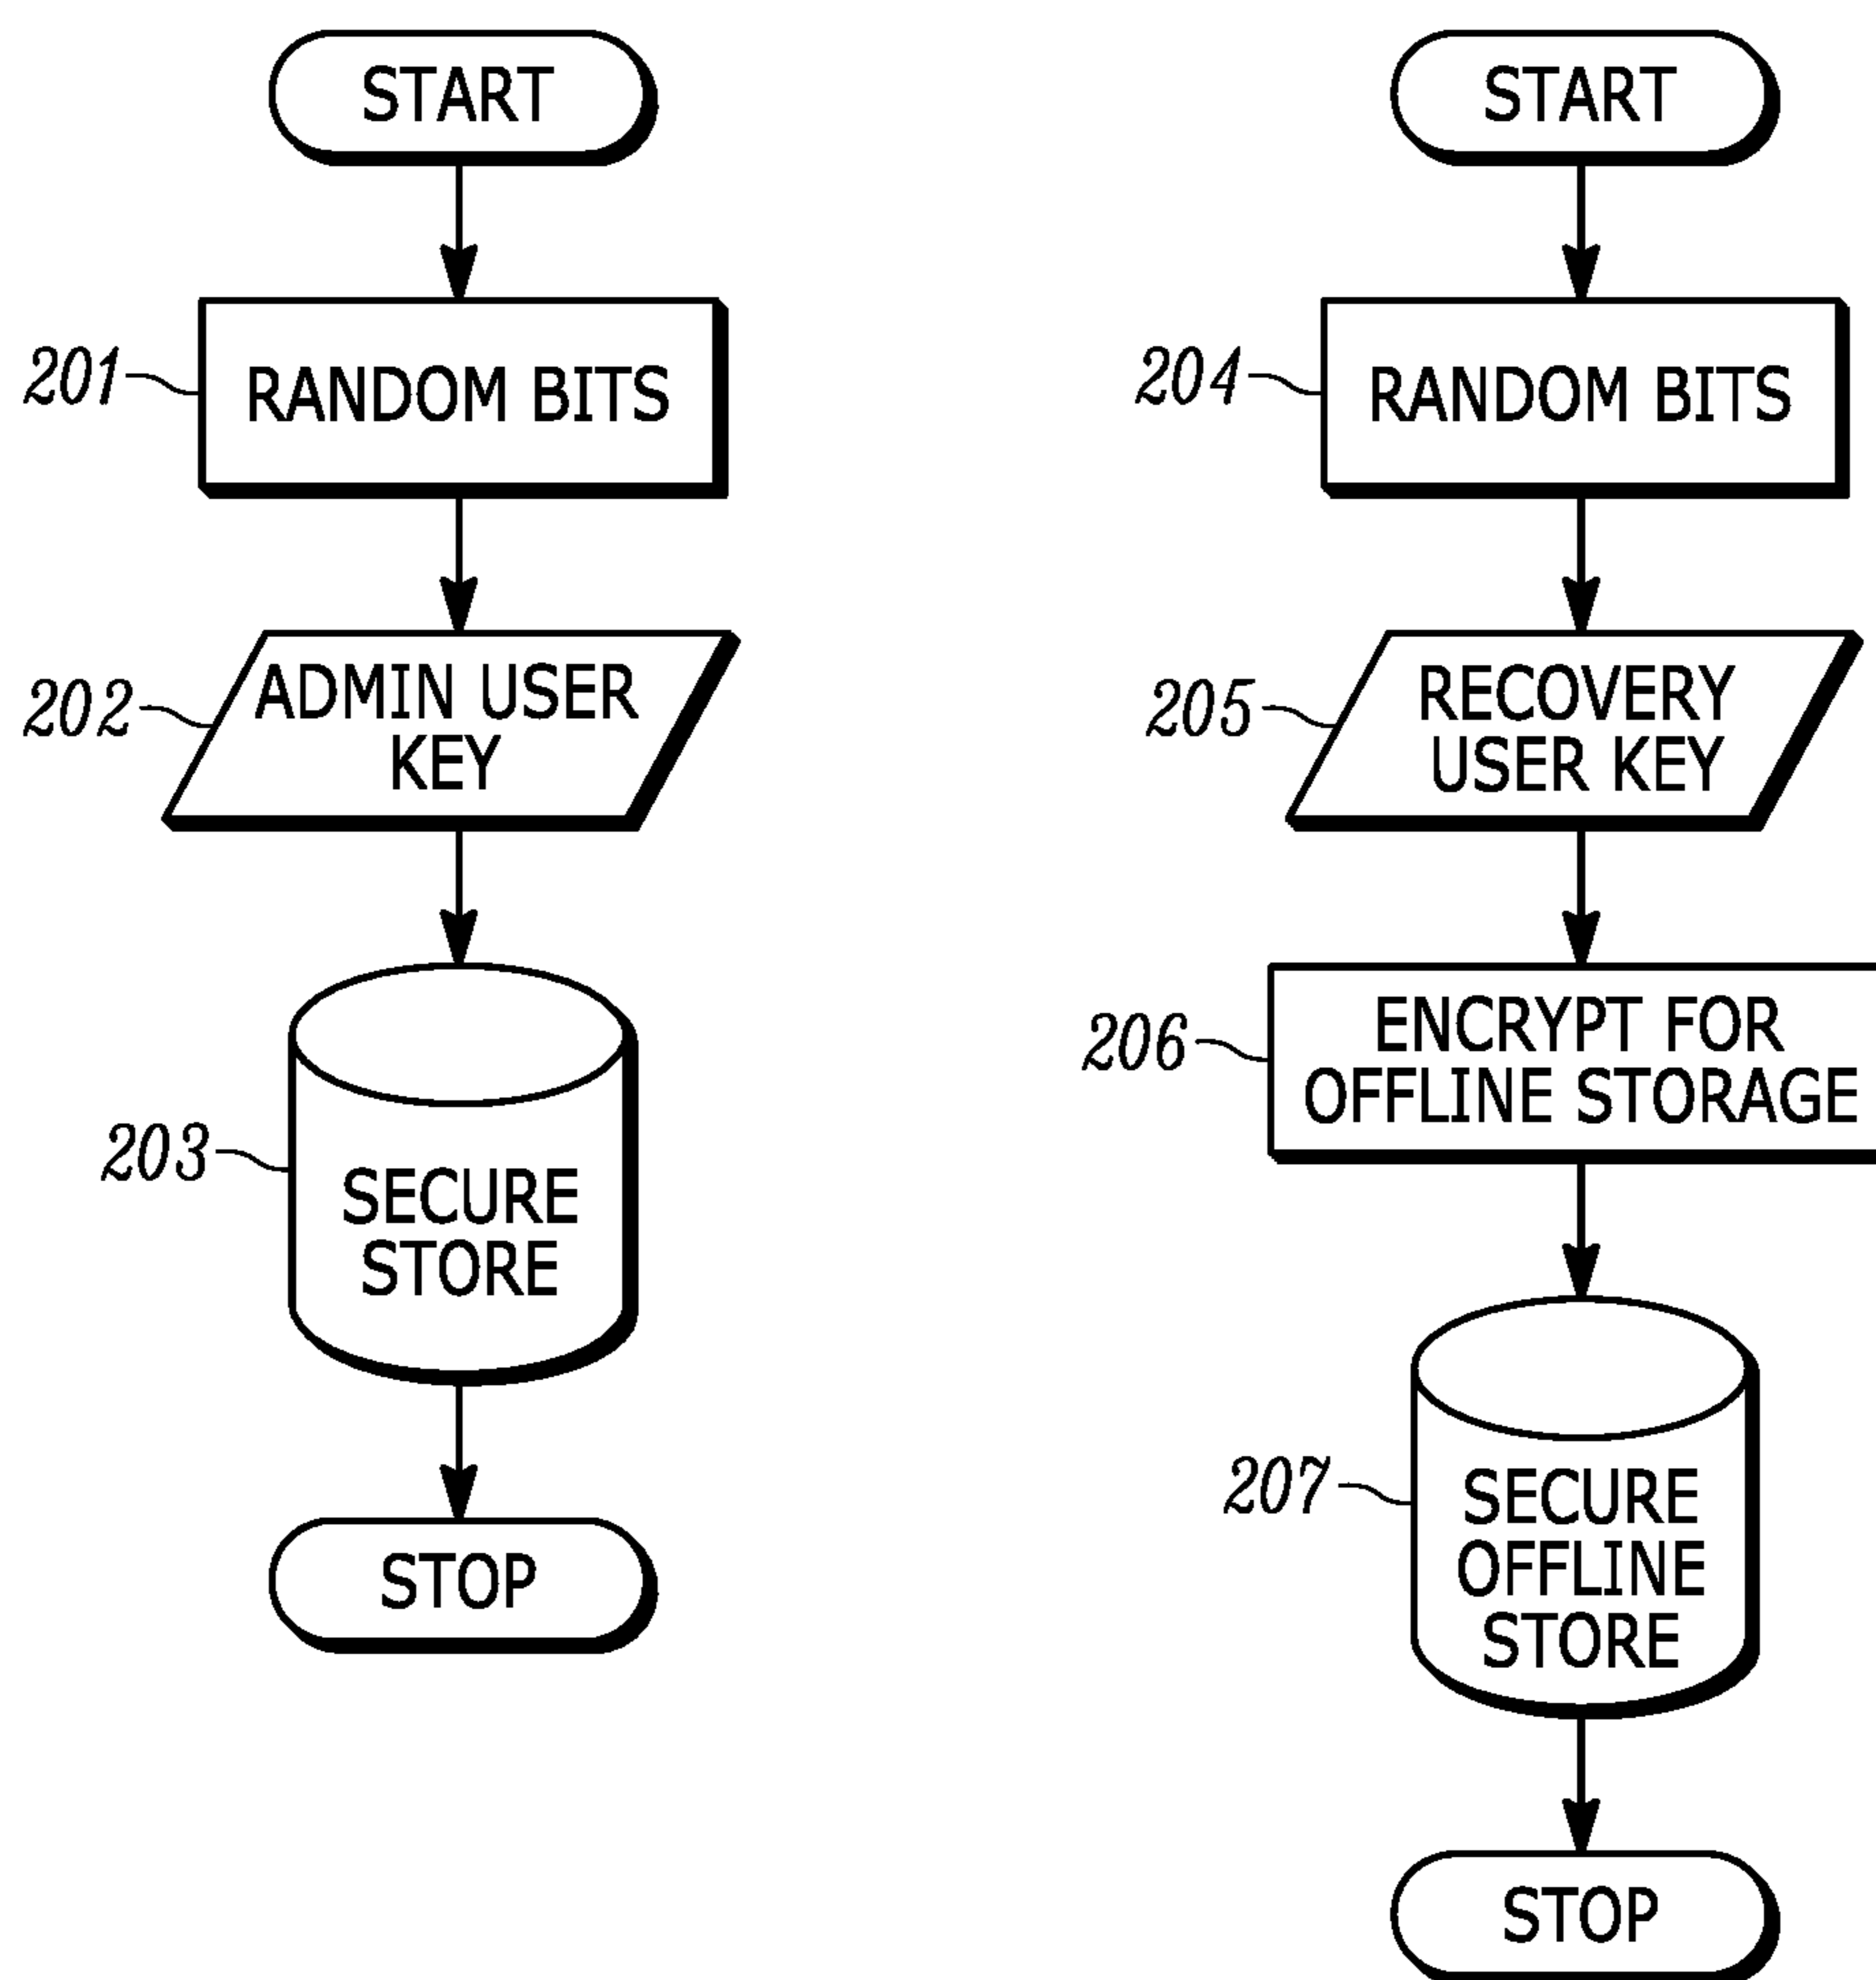 START
201
RANDOM BITS
202
ADMIN USER
KEY
203
SECURE
STORE
STOP
START
204
RANDOM BITS
205
RECOVERY
USER KEY
206
ENCRYPT FOR
OFFLINE STORAGE
207
SECURE
OFFLINE
STORE
STOP